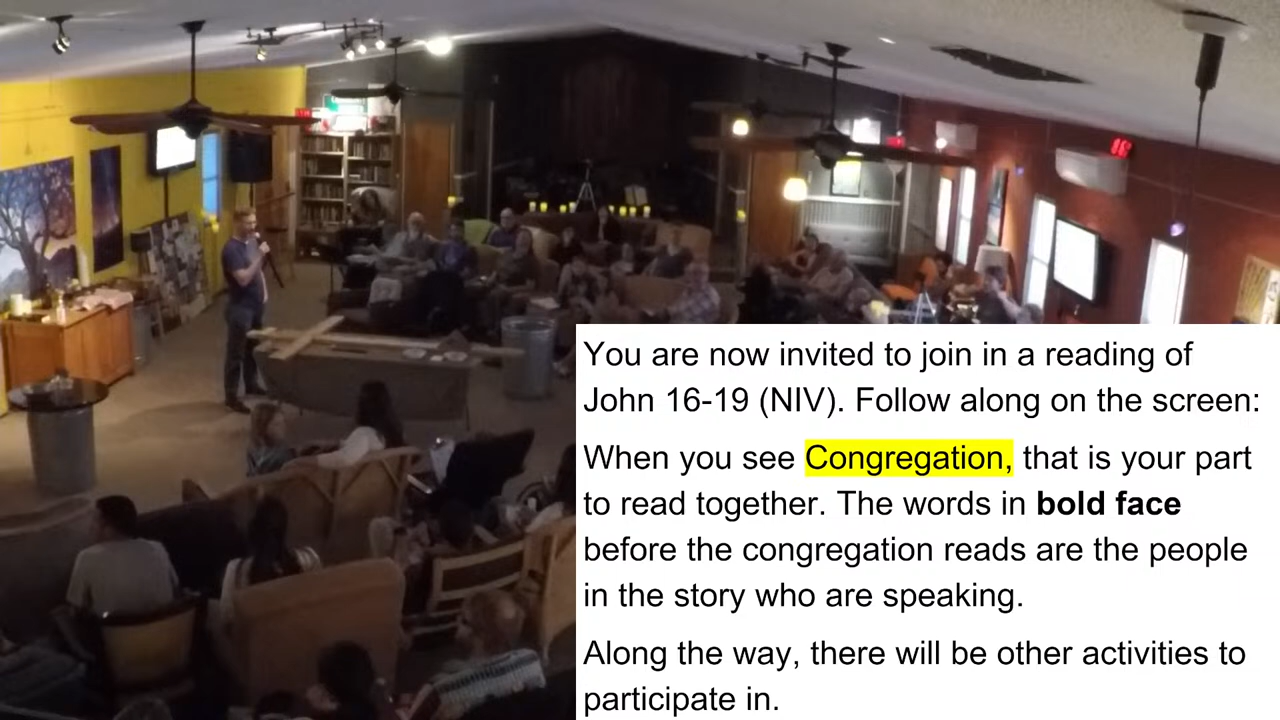 You are now invited to join in a reading of
John 16-19 (NIV). Follow along on the screen:
When you see Congregation, that is your part
to read together. The words in bold face
before the congregation reads are the people
in the story who are speaking.
Along the way, there will be other activities to
participate in.